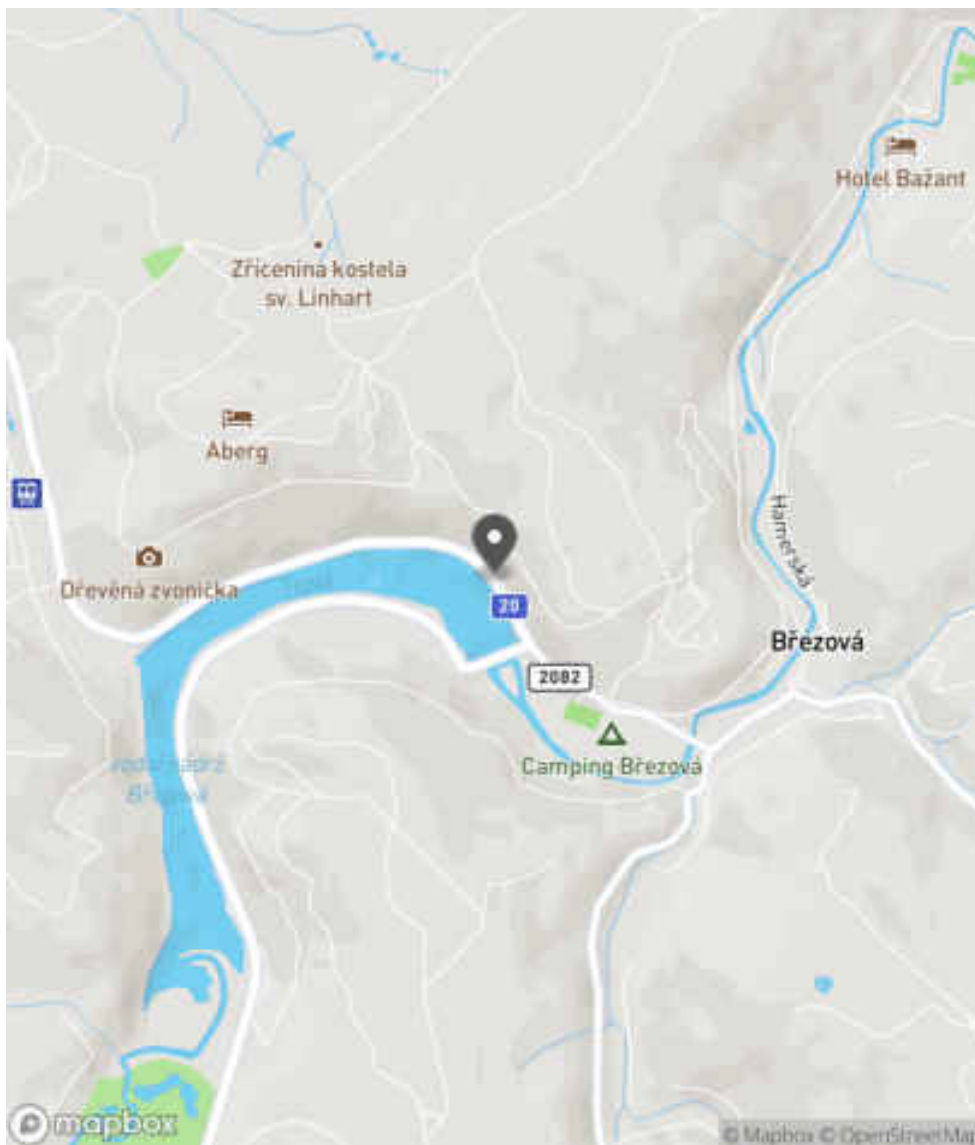 Hotel Bažant
Zřícenina kostela
sv. Linhart
Aberg
Dřevěná zvonička
20
Hamerská
Březová
2082
Camping Březová
mapbox
© Mapbox © OpenStreetMap